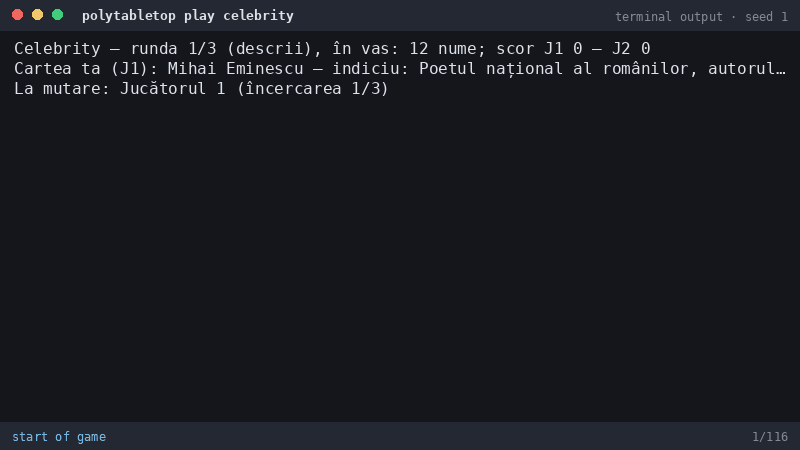 polytabletop play celebrity
terminal output · seed 1
Celebrity — runda 1/3 (descrii), în vas: 12 nume; scor J1 0 — J2 0
Cartea ta (J1): Mihai Eminescu — indiciu: Poetul național al românilor, autorul…
La mutare: Jucătorul 1 (încercarea 1/3)
start of game
1/116